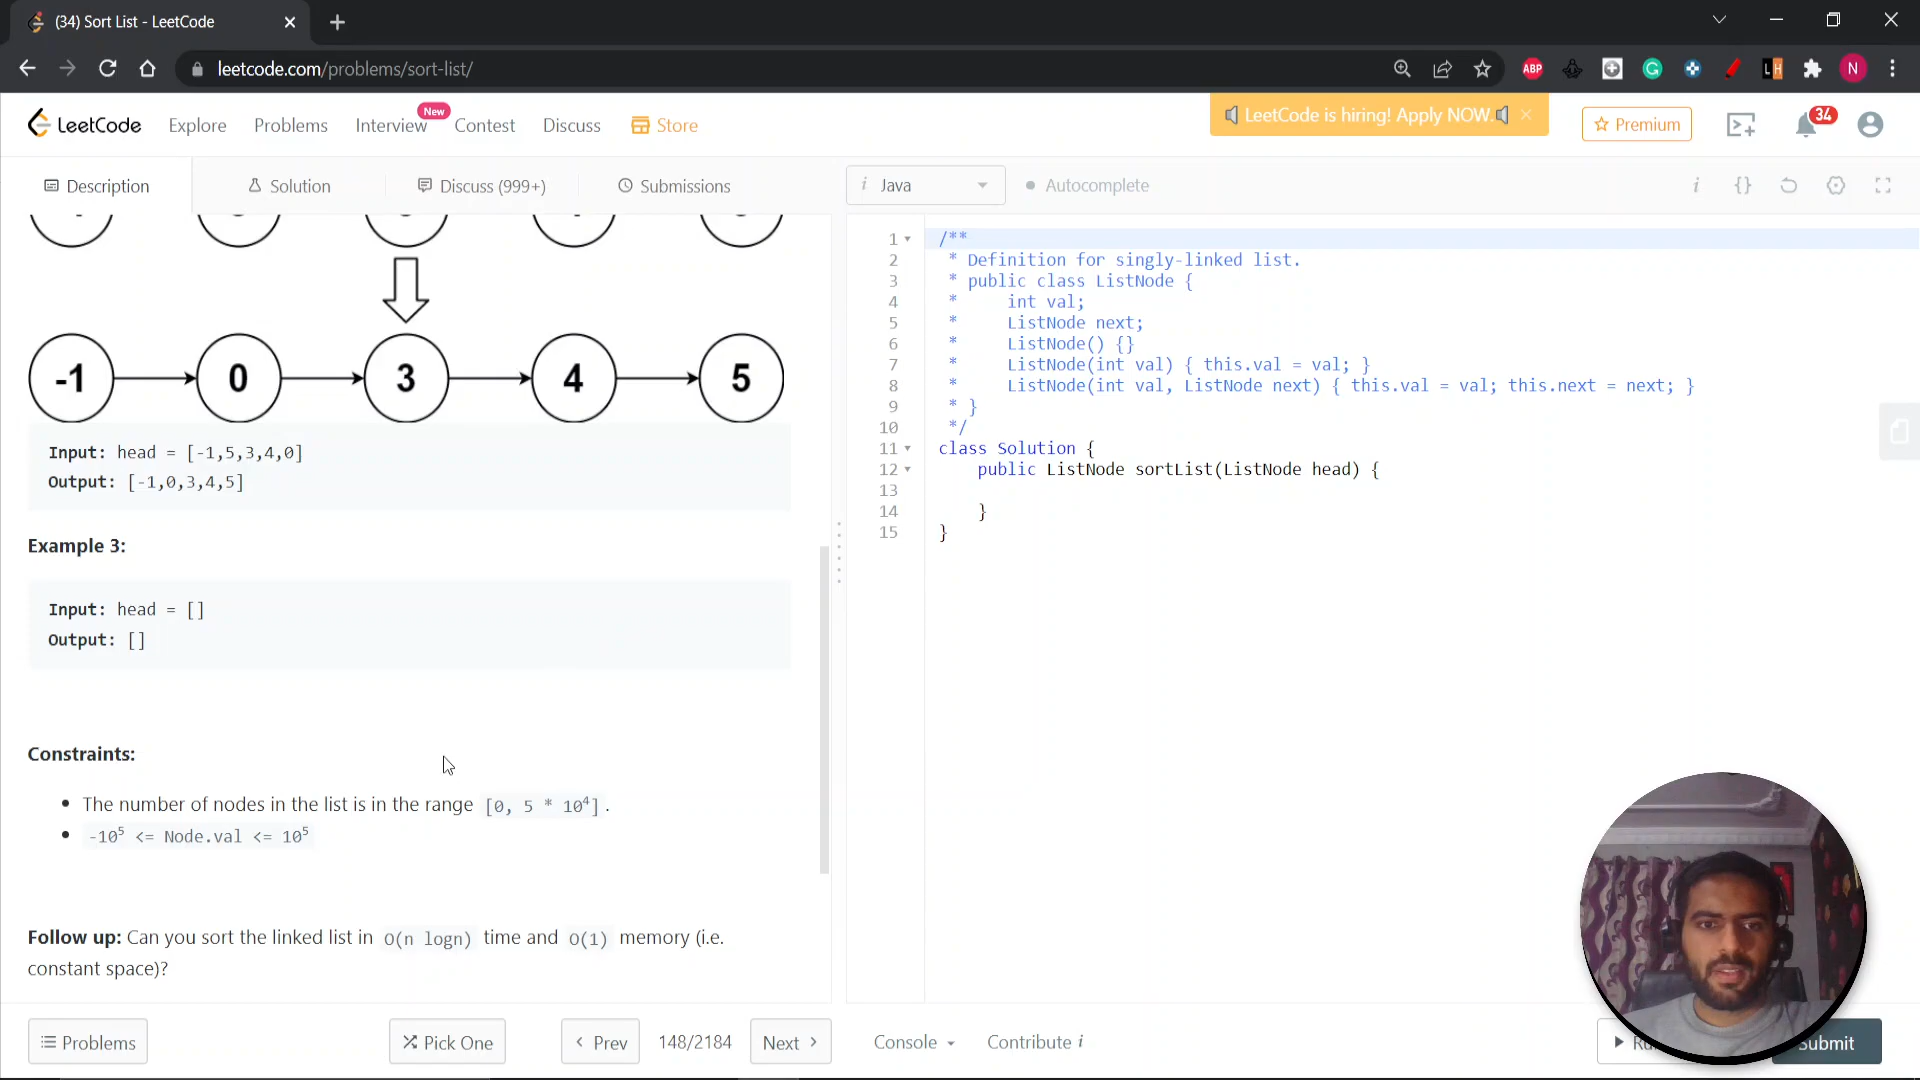 (34) Sort List - LeetCode
leetcode.com/problems/sort-list/
ABP
LH
N
LeetCode
Explore
Problems
Interview
New
Contest
Discuss
Store
LeetCode is hiring! Apply NOW.
Premium
34
Description
Solution
Discuss (999+)
Submissions
i Java
Autocomplete
-1 0 3 4 5
Input: head = [-1,5,3,4,0]
Output: [-1,0,3,4,5]
Example 3:
Input: head = []
Output: []
Constraints:
• The number of nodes in the list is in the range [0, 5 * 10⁴] .
• -10⁵ <= Node.val <= 10⁵
Follow up: Can you sort the linked list in O(n logn) time and O(1) memory (i.e.
constant space)?
1 /**
2 * Definition for singly-linked list.
3 * public class ListNode {
4 *     int val;
5 *     ListNode next;
6 *     ListNode() {}
7 *     ListNode(int val) { this.val = val; }
8 *     ListNode(int val, ListNode next) { this.val = val; this.next = next; }
9 * }
10 */
11 class Solution {
12     public ListNode sortList(ListNode head) {
13
14     }
15 }
Problems
Pick One
Prev
148/2184
Next
Console
Contribute i
Submit